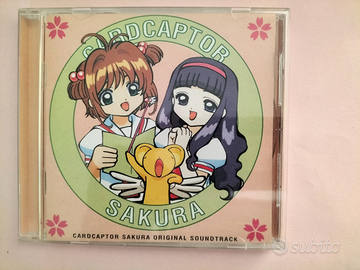 CARDCAPTOR
SAKURA
CARDCAPTOR SAKURA ORIGINAL SOUNDTRACK
subito